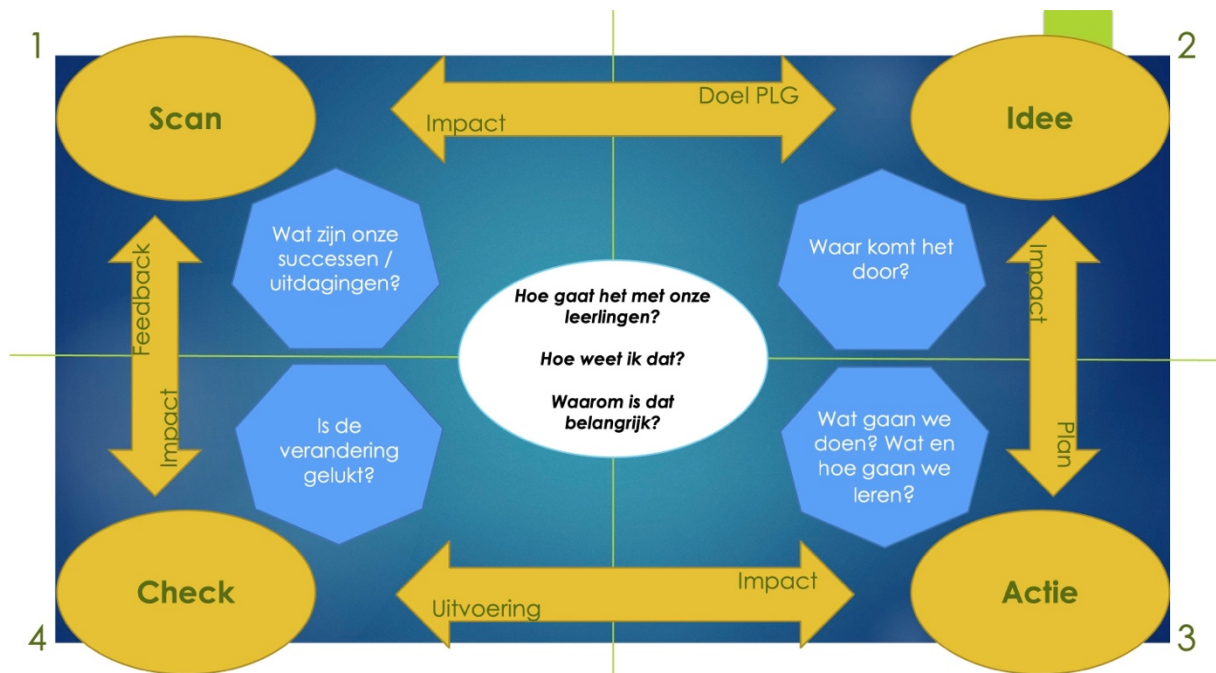 1
2
Scan
Doel PLG
Impact
Idee
Wat zijn onze
successen /
uitdagingen?
Waar komt het
door?
Feedback
Impact
Impact
Plan
Hoe gaat het met onze
leerlingen?
Hoe weet ik dat?
Waarom is dat
belangrijk?
Is de
verandering
gelukt?
Wat gaan we
doen? Wat en
hoe gaan we
leren?
Check
Impact
Uitvoering
Actie
4
3